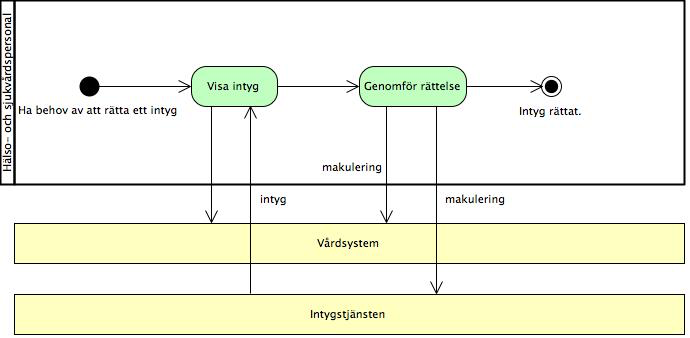 Hälso- och sjukvårdspersonal
Visa intyg
Genomför rättelse
Ha behov av att rätta ett intyg
Intyg rättat.
makulering
intyg
makulering
Vårdsystem
Intygstjänsten